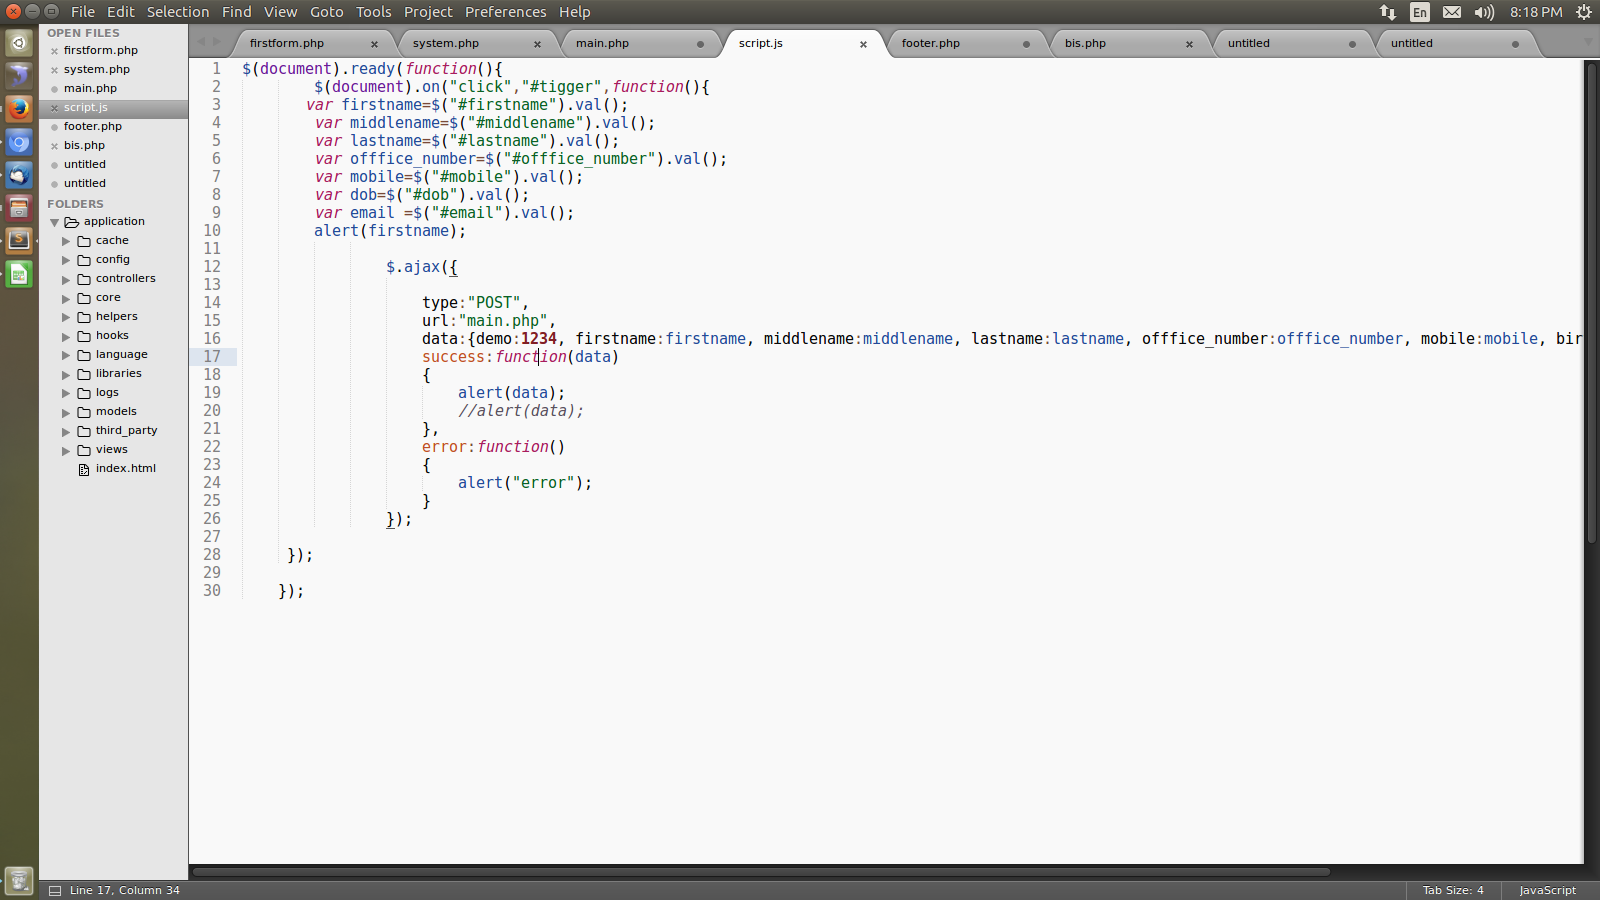 File Edit Selection Find View Goto Tools Project Preferences Help
En 8:18 PM
OPEN FILES
firstform.php
system.php
main.php
script.js
footer.php
bis.php
untitled
untitled
FOLDERS
application
cache
config
controllers
core
helpers
hooks
language
libraries
logs
models
third_party
views
index.html
firstform.php system.php main.php script.js footer.php bis.php untitled untitled
1 $(document).ready(function(){
2 $(document).on("click","#tigger",function(){
3 var firstname=$("#firstname").val();
4 var middlename=$("#middlename").val();
5 var lastname=$("#lastname").val();
6 var offfice_number=$("#offfice_number").val();
7 var mobile=$("#mobile").val();
8 var dob=$("#dob").val();
9 var email =$("#email").val();
10 alert(firstname);
11
12 $.ajax({
13
14 type:"POST",
15 url:"main.php",
16 data:{demo:1234, firstname:firstname, middlename:middlename, lastname:lastname, offfice_number:offfice_number, mobile:mobile, bir
17 success:function(data)
18 {
19 alert(data);
20 //alert(data);
21 },
22 error:function()
23 {
24 alert("error");
25 }
26 });
27
28 });
29
30 });
Line 17, Column 34 Tab Size: 4 JavaScript